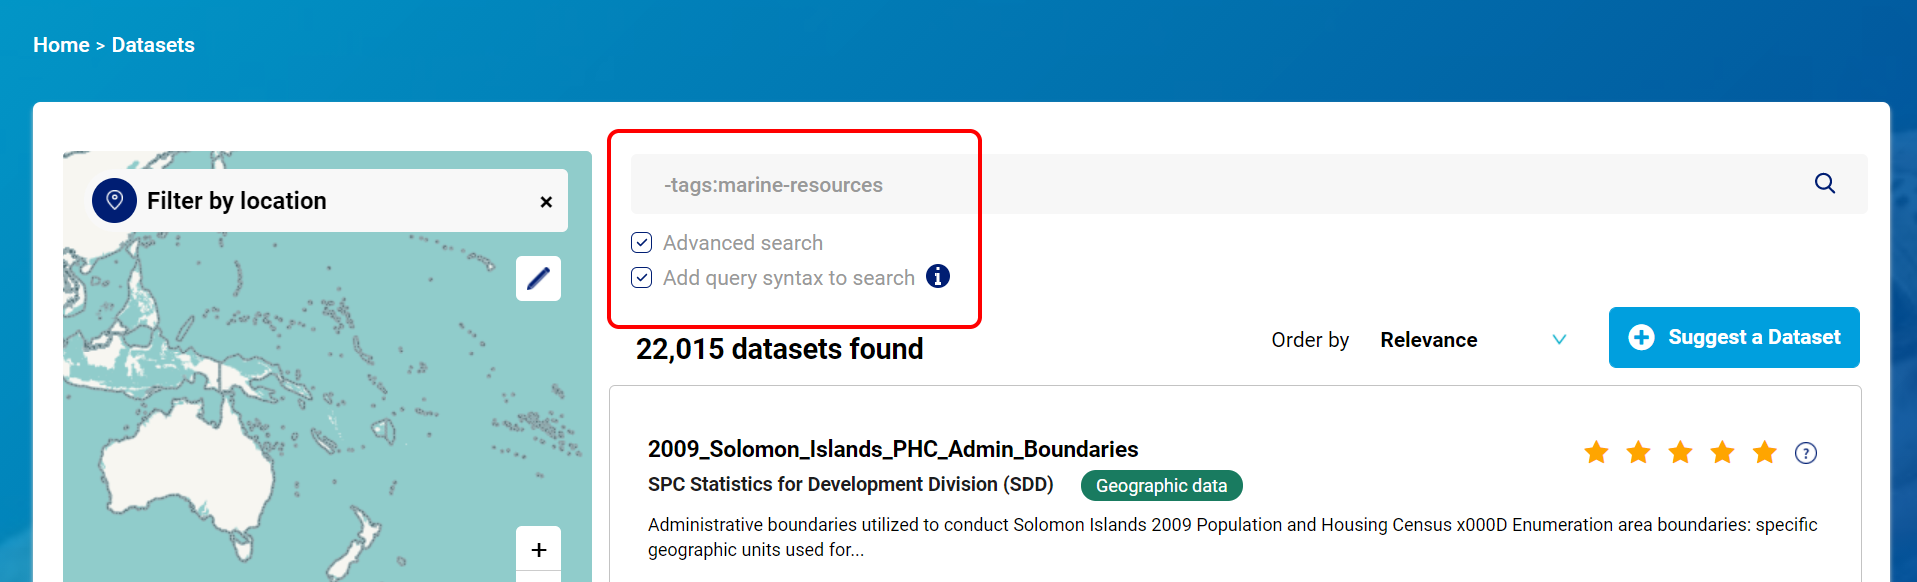 Home > Datasets
Filter by location ×
-tags:marine-resources
Advanced search
Add query syntax to search i
22,015 datasets found
Order by Relevance
Suggest a Dataset
2009_Solomon_Islands_PHC_Admin_Boundaries
?
SPC Statistics for Development Division (SDD) Geographic data
Administrative boundaries utilized to conduct Solomon Islands 2009 Population and Housing Census x000D Enumeration area boundaries: specific
geographic units used for...
+